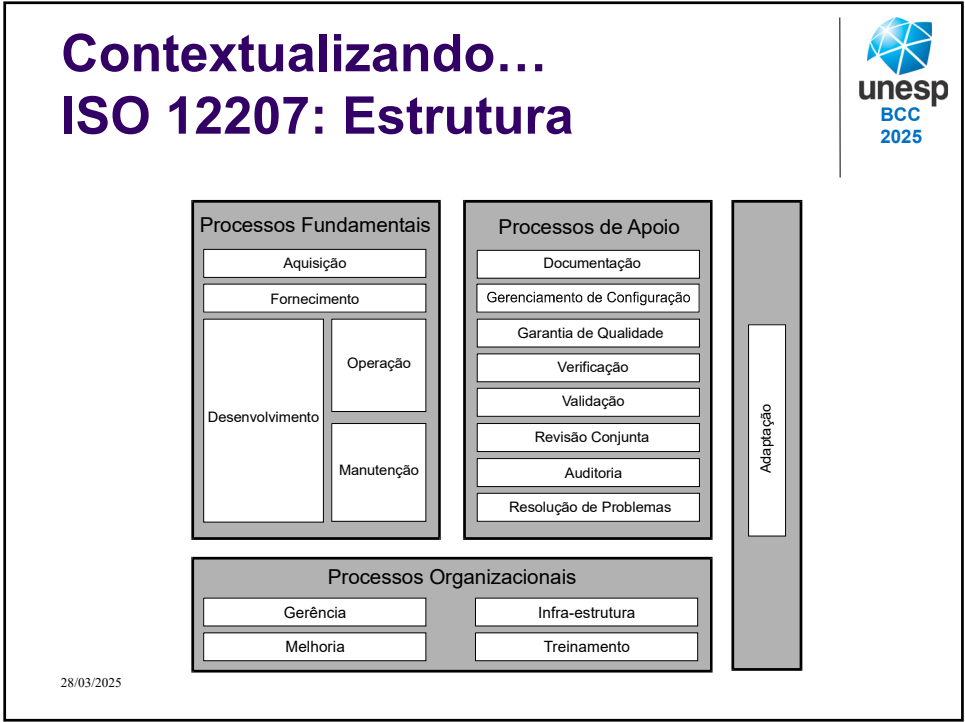 Contextualizando…
ISO 12207: Estrutura
unesp
BCC
2025
Processos Fundamentais
Aquisição
Fornecimento
Desenvolvimento
Operação
Manutenção
Processos de Apoio
Documentação
Gerenciamento de Configuração
Garantia de Qualidade
Verificação
Validação
Revisão Conjunta
Auditoria
Resolução de Problemas
Adaptação
Processos Organizacionais
Gerência
Infra-estrutura
Melhoria
Treinamento
28/03/2025